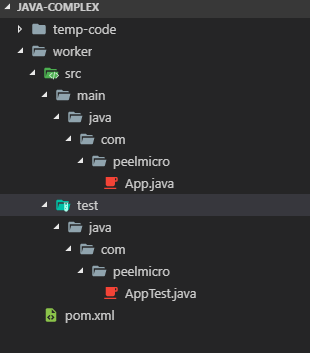 JAVA-COMPLEX
temp-code
worker
src
main
java
com
peelmicro
App.java
test
java
com
peelmicro
AppTest.java
pom.xml